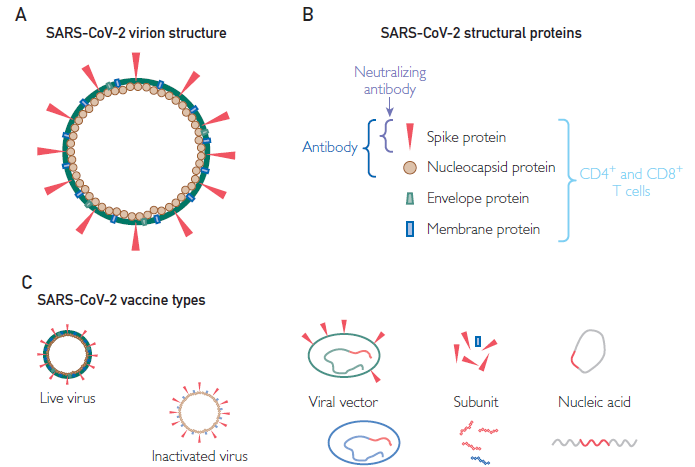 A
SARS-CoV-2 virion structure
B
SARS-CoV-2 structural proteins
Neutralizing
antibody
Antibody
Spike protein
Nucleocapsid protein
Envelope protein
Membrane protein
CD4+ and CD8+
T cells
C
SARS-CoV-2 vaccine types
Live virus
Inactivated virus
Viral vector
Subunit
Nucleic acid